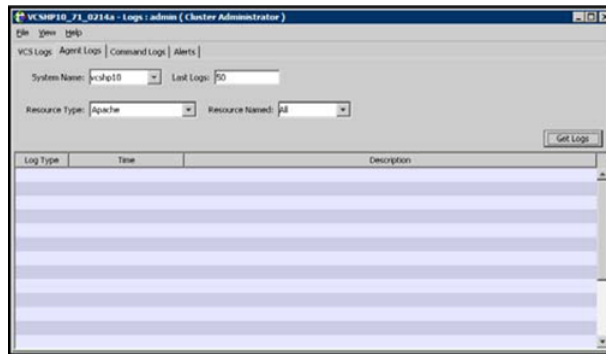 VCSHP10_71_0214a - Logs : admin ( Cluster Administrator )
File View Help
VCS Logs Agent Logs Command Logs Alerts
System Name: vcshp10 Last Logs: 50
Resource Type: Apache Resource Named: All
Get Logs
Log Type Time Description